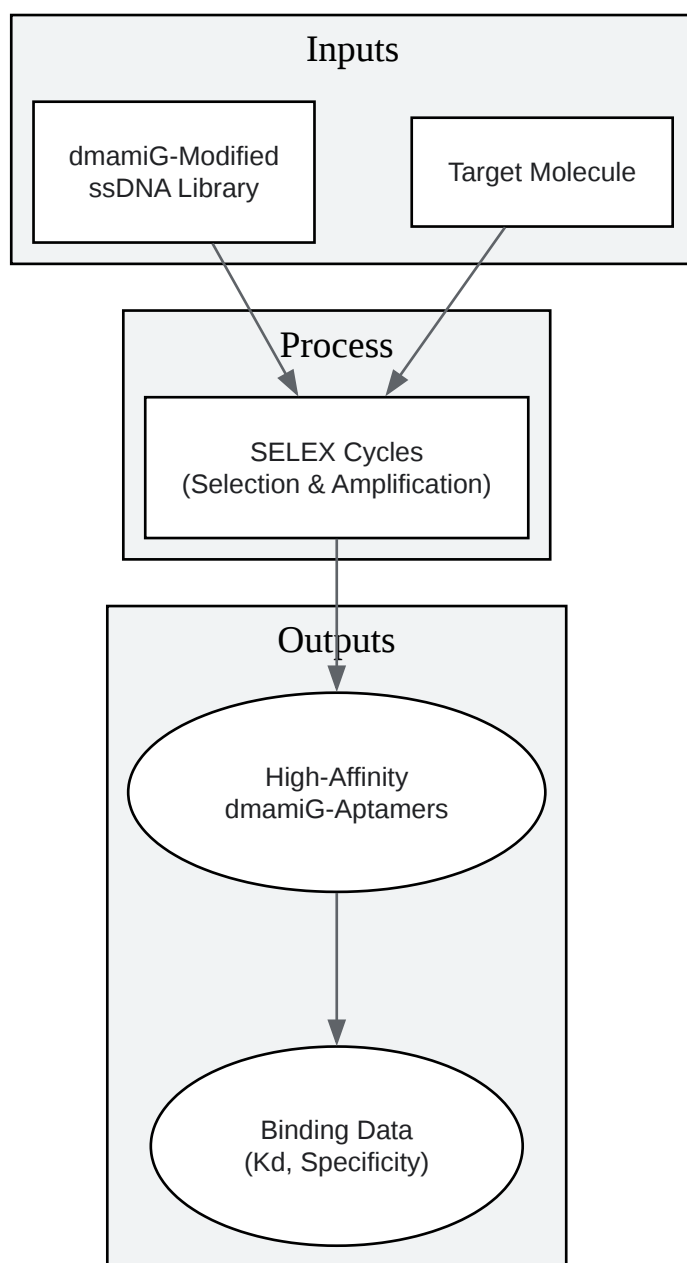 Inputs
dmamiG-Modified
ssDNA Library
Target Molecule
Process
SELEX Cycles
(Selection & Amplification)
Outputs
High-Affinity
dmamiG-Aptamers
Binding Data
(Kd, Specificity)